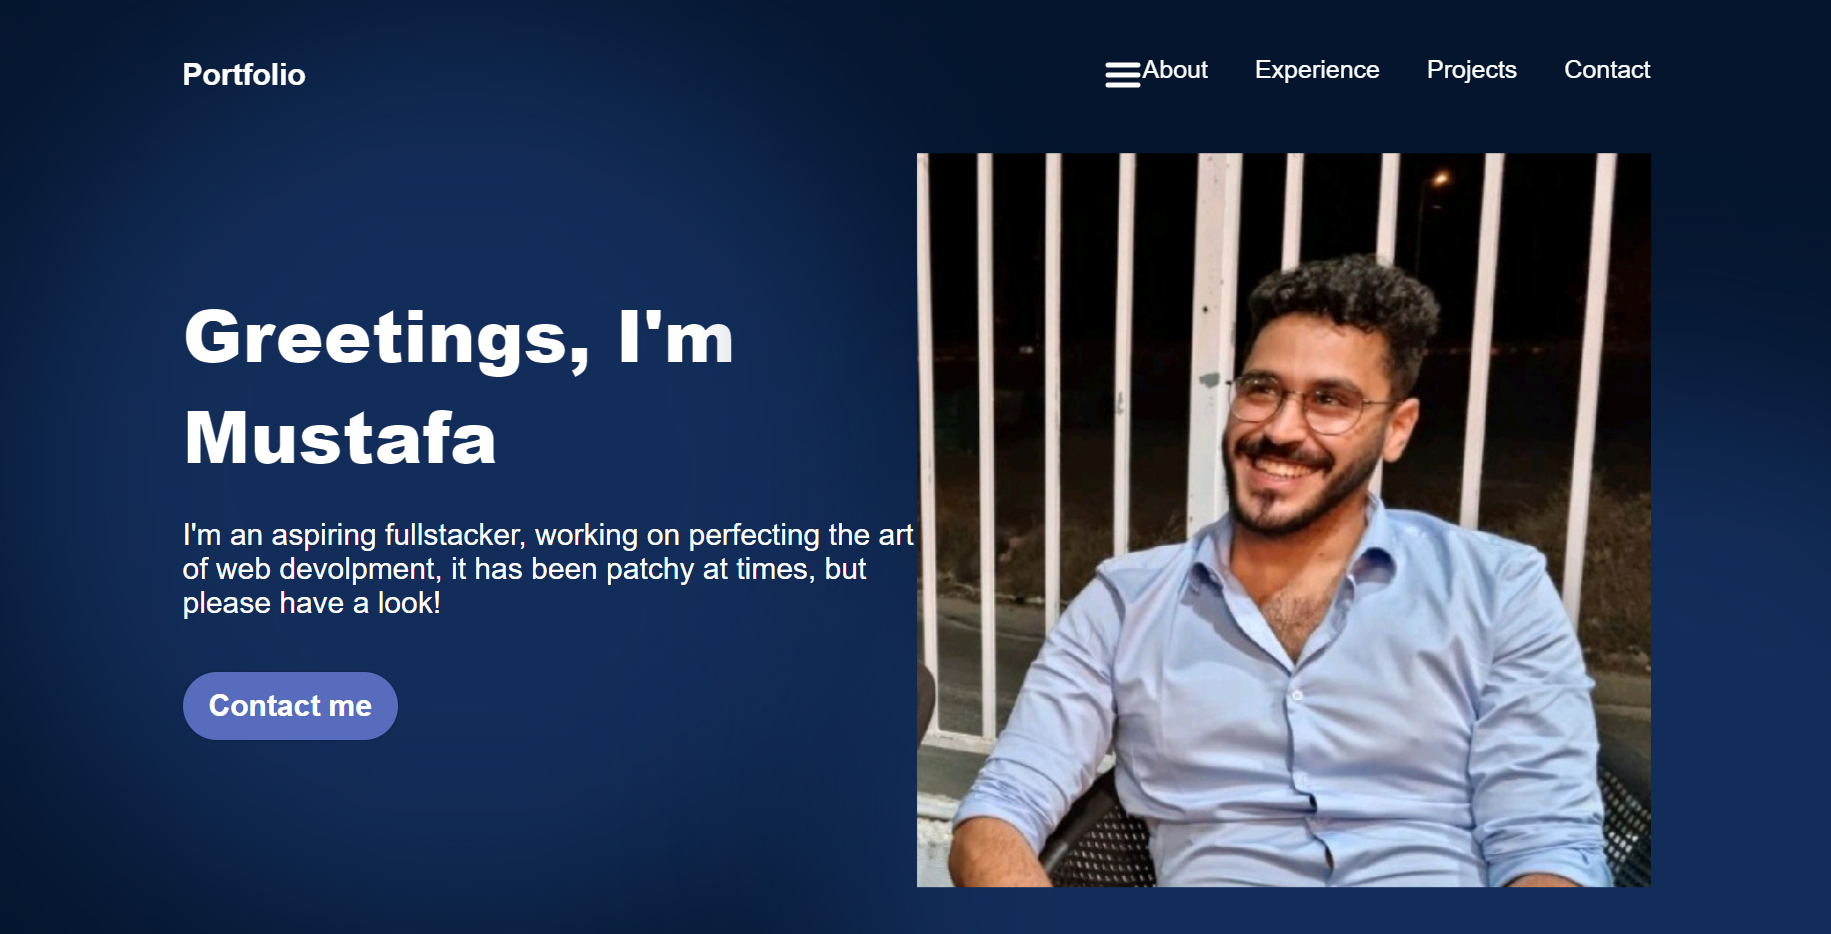 Portfolio
About Experience Projects Contact
Greetings, I'm
Mustafa
I'm an aspiring fullstacker, working on perfecting the art
of web devolpment, it has been patchy at times, but
please have a look!
Contact me